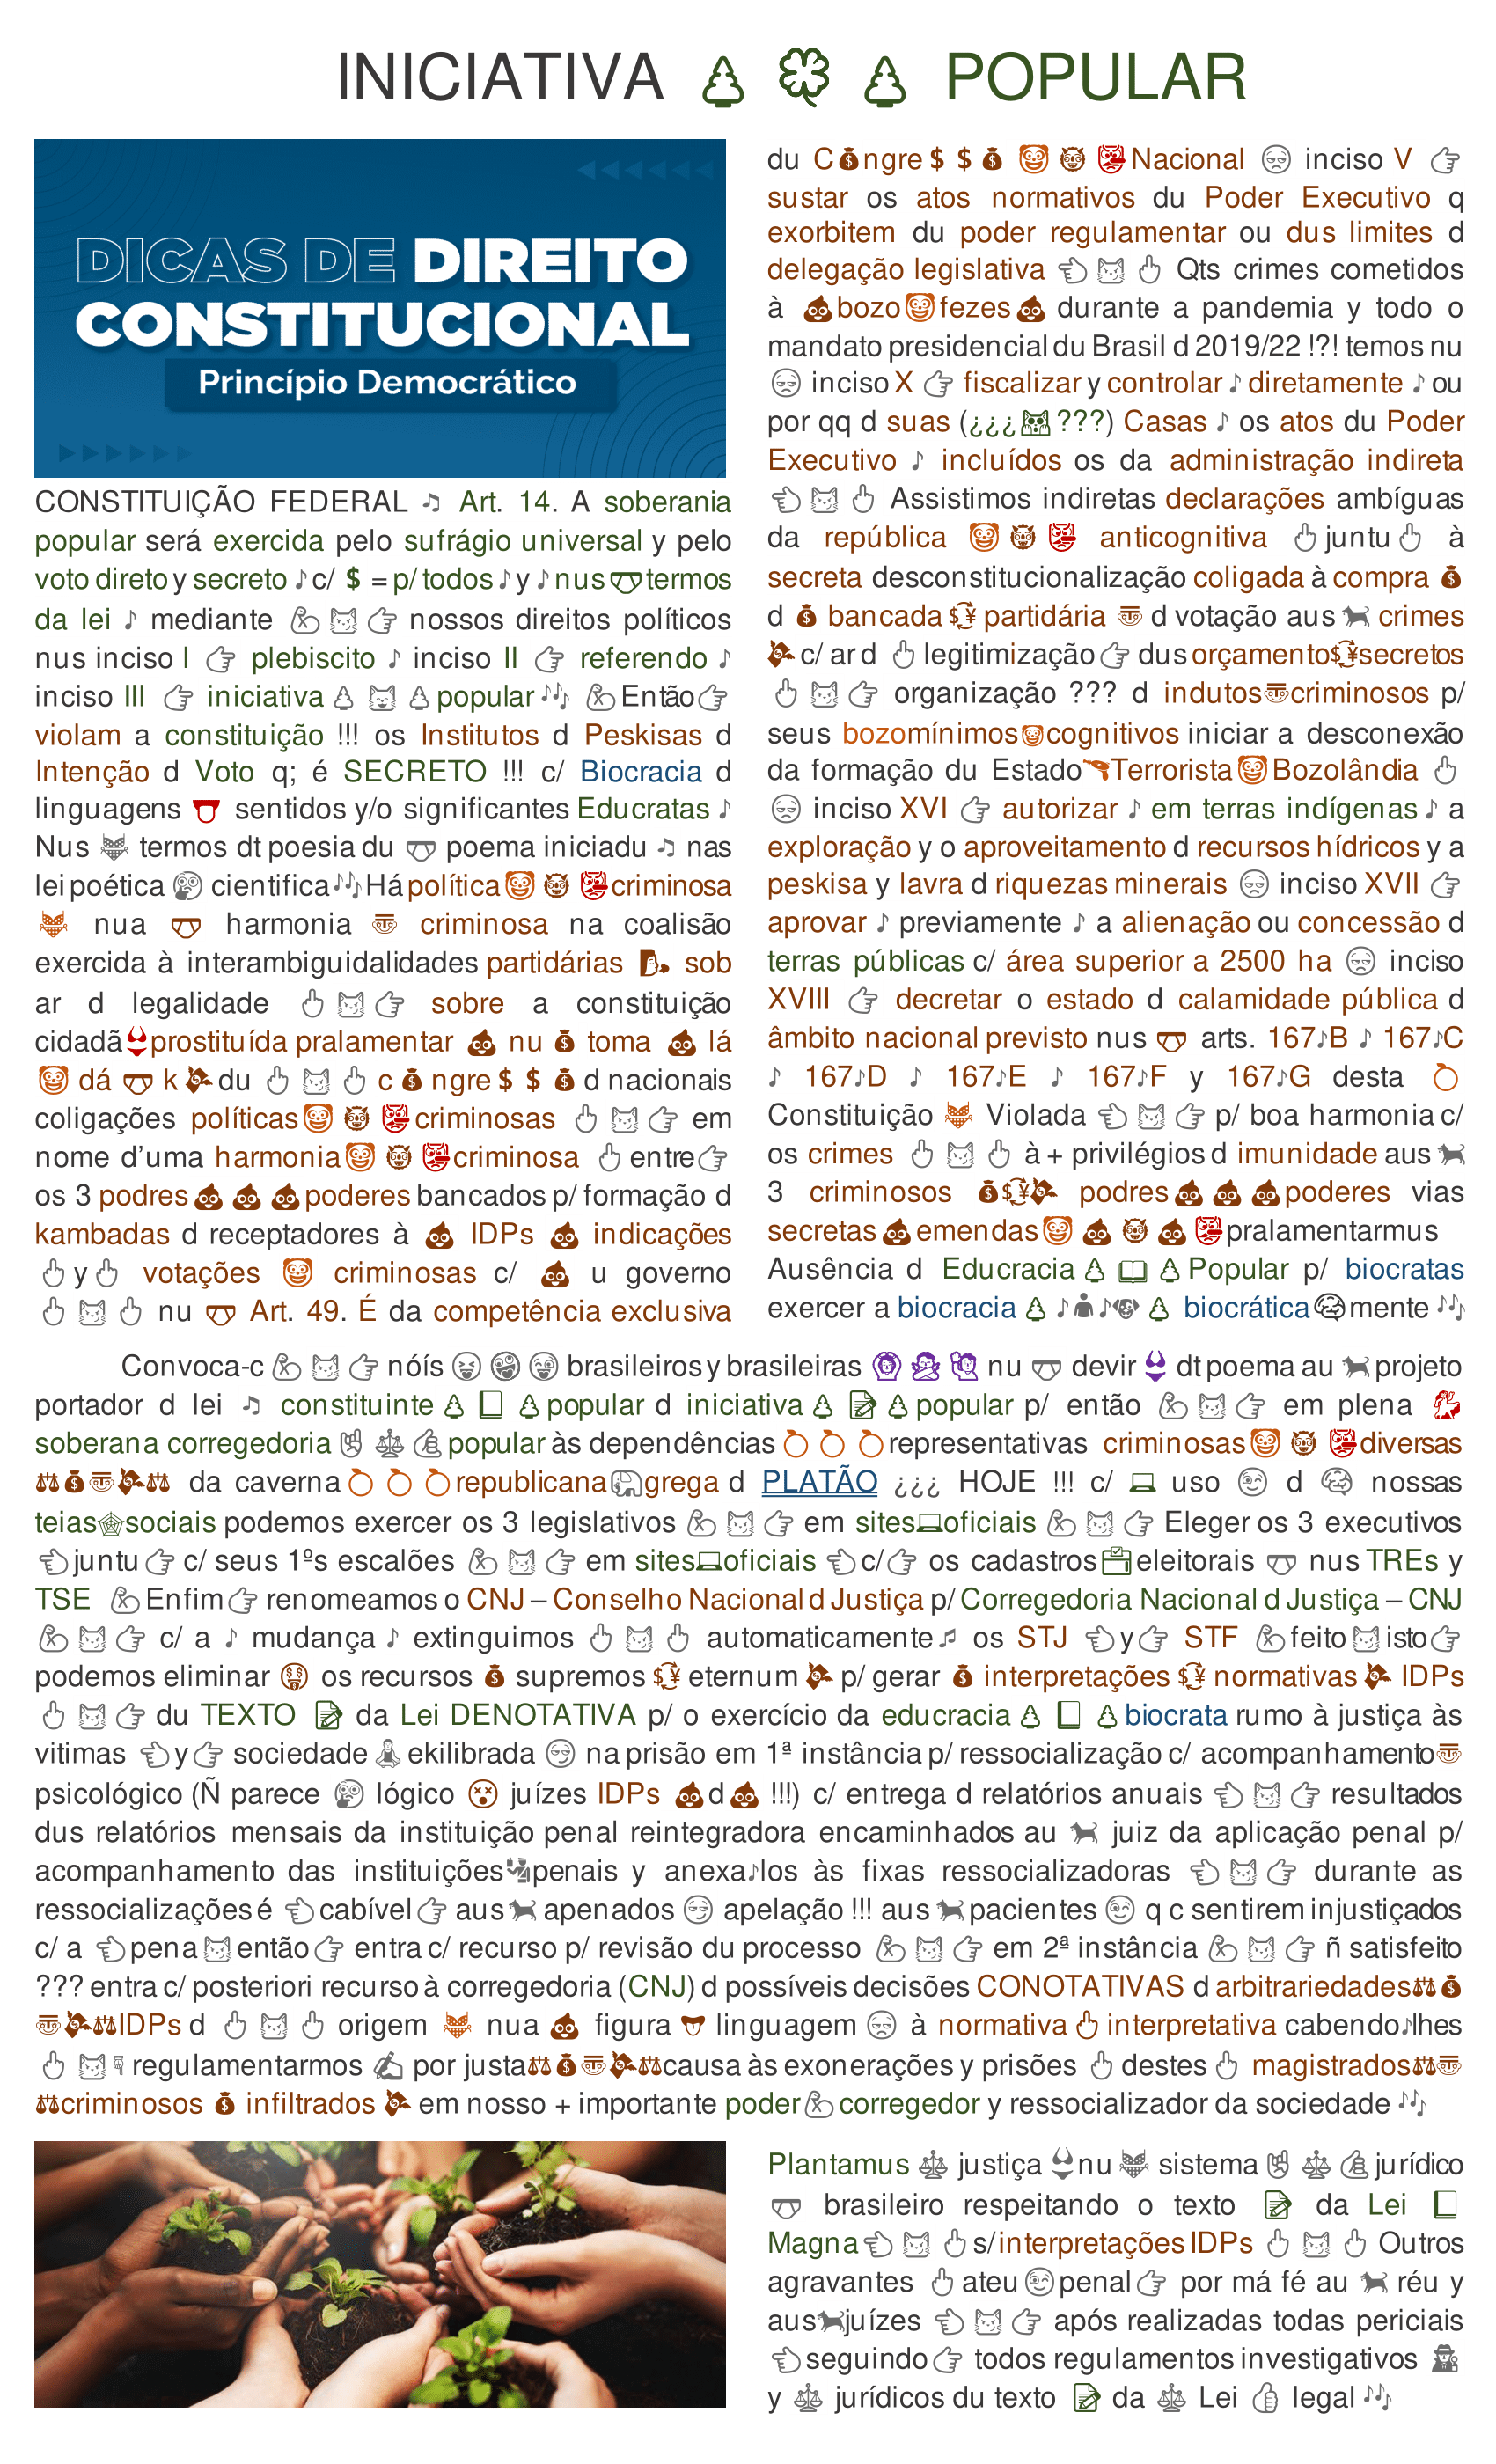 INICIATIVA POPULAR
DICAS DE DIREITO
CONSTITUCIONAL
Princípio Democrático
CONSTITUIÇÃO FEDERAL ♫ Art. 14. A soberania
popular será exercida pelo sufrágio universal y pelo
voto direto y secreto ♪ c/ $ = p/ todos ♪ y ♪ nus termos
da lei ♪ mediante nossos direitos políticos
nus inciso I plebiscito ♪ inciso II referendo ♪
inciso III iniciativa popular Então
violam a constituição !!! os Institutos d Peskisas d
Intenção d Voto q; é SECRETO !!! c/ Biocracia d
linguagens sentidos y/o significantes Educratas ♪
Nus termos dt poesia du poema iniciadu ♫ nas
lei poética cientifica Há política criminosa
nua harmonia criminosa na coalisão
exercida à interambiguidalidades partidárias sob
ar d legalidade sobre a constituição
cidadã prostituída pralamentar nu toma lá
dá k du c ngre $ $ d nacionais
coligações políticas criminosas em
nome d’uma harmonia criminosa entre
os 3 podres poderes bancados p/ formação d
kambadas d receptadores à IDPs indicações
y votações criminosas c/ u governo
nu Art. 49. É da competência exclusiva
du C ngre $ $ Nacional inciso V
sustar os atos normativos du Poder Executivo q
exorbitem du poder regulamentar ou dus limites d
delegação legislativa Qts crimes cometidos
à bozo fezes durante a pandemia y todo o
mandato presidencial du Brasil d 2019/22 !?! temos nu
inciso X fiscalizar y controlar ♪ diretamente ♪ ou
por qq d suas (¿¿¿ ???) Casas ♪ os atos du Poder
Executivo ♪ incluídos os da administração indireta
Assistimos indiretas declarações ambíguas
da república anticognitiva juntu à
secreta desconstitucionalização coligada à compra
d bancada partidária d votação aus crimes
c/ ar d legitimização dus orçamento secretos
organização ??? d indutos criminosos p/
seus bozomínimos cognitivos iniciar a desconexão
da formação du Estado Terrorista Bozolândia
inciso XVI autorizar ♪ em terras indígenas ♪ a
exploração y o aproveitamento d recursos hídricos y a
peskisa y lavra d riquezas minerais inciso XVII
aprovar ♪ previamente ♪ a alienação ou concessão d
terras públicas c/ área superior a 2500 ha inciso
XVIII decretar o estado d calamidade pública d
âmbito nacional previsto nus arts. 167♪B ♪ 167♪C
♪ 167♪D ♪ 167♪E ♪ 167♪F y 167♪G desta
Constituição Violada p/ boa harmonia c/
os crimes à + privilégios d imunidade aus
3 criminosos podres poderes vias
secretas emendas pralamentarmus
Ausência d Educracia Popular p/ biocratas
exercer a biocracia ♪ ♪ biocrática mente
Convoca-c nóís brasileiros y brasileiras nu devir dt poema au projeto
portador d lei ♫ constituinte popular d iniciativa popular p/ então em plena
soberana corregedoria popular às dependências representativas criminosas diversas
da caverna republicana grega d PLATÃO ¿¿¿ HOJE !!! c/ uso d nossas
teias sociais podemos exercer os 3 legislativos em sites oficiais Eleger os 3 executivos
juntu c/ seus 1ºs escalões em sites oficiais c/ os cadastros eleitorais nus TREs y
TSE Enfim renomeamos o CNJ – Conselho Nacional d Justiça p/ Corregedoria Nacional d Justiça – CNJ
c/ a ♪ mudança ♪ extinguimos automaticamente os STJ y STF feito isto
podemos eliminar os recursos supremos eternum p/ gerar interpretações normativas IDPs
du TEXTO da Lei DENOTATIVA p/ o exercício da educracia biocrata rumo à justiça às
vitimas y sociedade ekilibrada na prisão em 1ª instância p/ ressocialização c/ acompanhamento
psicológico (Ñ parece lógico juízes IDPs d !!!) c/ entrega d relatórios anuais resultados
dus relatórios mensais da instituição penal reintegradora encaminhados au juiz da aplicação penal p/
acompanhamento das instituições penais y anexa♪los às fixas ressocializadoras durante as
ressocializações é cabível aus apenados apelação !!! aus pacientes q c sentirem injustiçados
c/ a pena então entra c/ recurso p/ revisão du processo em 2ª instância ñ satisfeito
??? entra c/ posteriori recurso à corregedoria (CNJ) d possíveis decisões CONOTATIVAS d arbitrariedades
IDPs d origem nua figura linguagem à normativa interpretativa cabendo♪lhes
regulamentarmos por justa causa às exonerações y prisões destes magistrados
criminosos infiltrados em nosso + importante poder corregedor y ressocializador da sociedade
Plantamus justiça nu sistema jurídico
brasileiro respeitando o texto da Lei
Magna s/ interpretações IDPs Outros
agravantes ateu penal por má fé au réu y
aus juízes após realizadas todas periciais
seguindo todos regulamentos investigativos
y jurídicos du texto da Lei legal